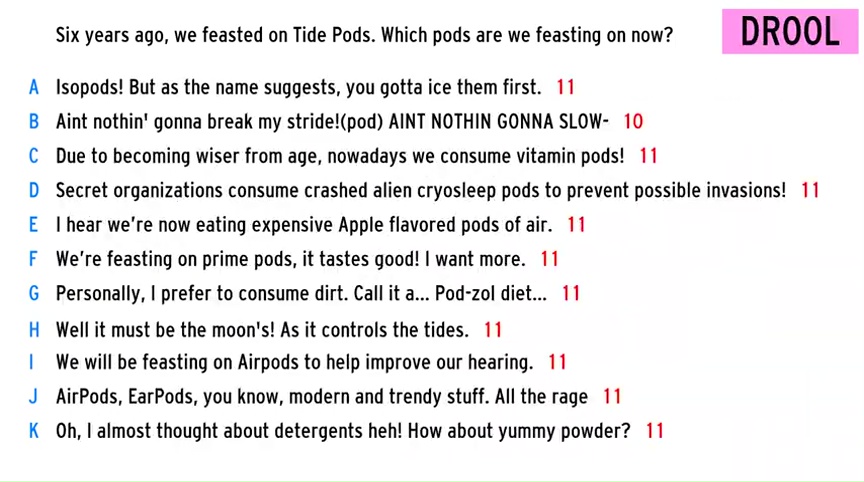 Six years ago, we feasted on Tide Pods. Which pods are we feasting on now?
DROOL
A Isopods! But as the name suggests, you gotta ice them first. 11
B Aint nothin' gonna break my stride!(pod) AINT NOTHIN GONNA SLOW- 10
C Due to becoming wiser from age, nowadays we consume vitamin pods! 11
D Secret organizations consume crashed alien cryosleep pods to prevent possible invasions! 11
E I hear we're now eating expensive Apple flavored pods of air. 11
F We're feasting on prime pods, it tastes good! I want more. 11
G Personally, I prefer to consume dirt. Call it a... Pod-zol diet... 11
H Well it must be the moon's! As it controls the tides. 11
I We will be feasting on Airpods to help improve our hearing. 11
J AirPods, EarPods, you know, modern and trendy stuff. All the rage 11
K Oh, I almost thought about detergents heh! How about yummy powder? 11